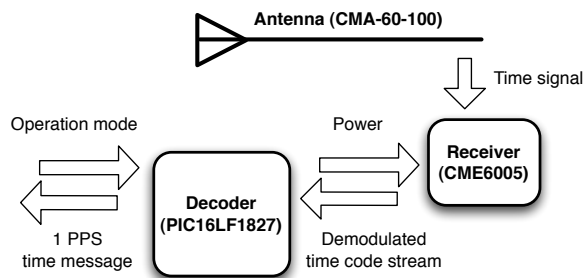 Antenna (CMA-60-100)
Time signal
Operation mode
Power
Receiver
(CME6005)
Decoder
(PIC16LF1827)
1 PPS
time message
Demodulated
time code stream